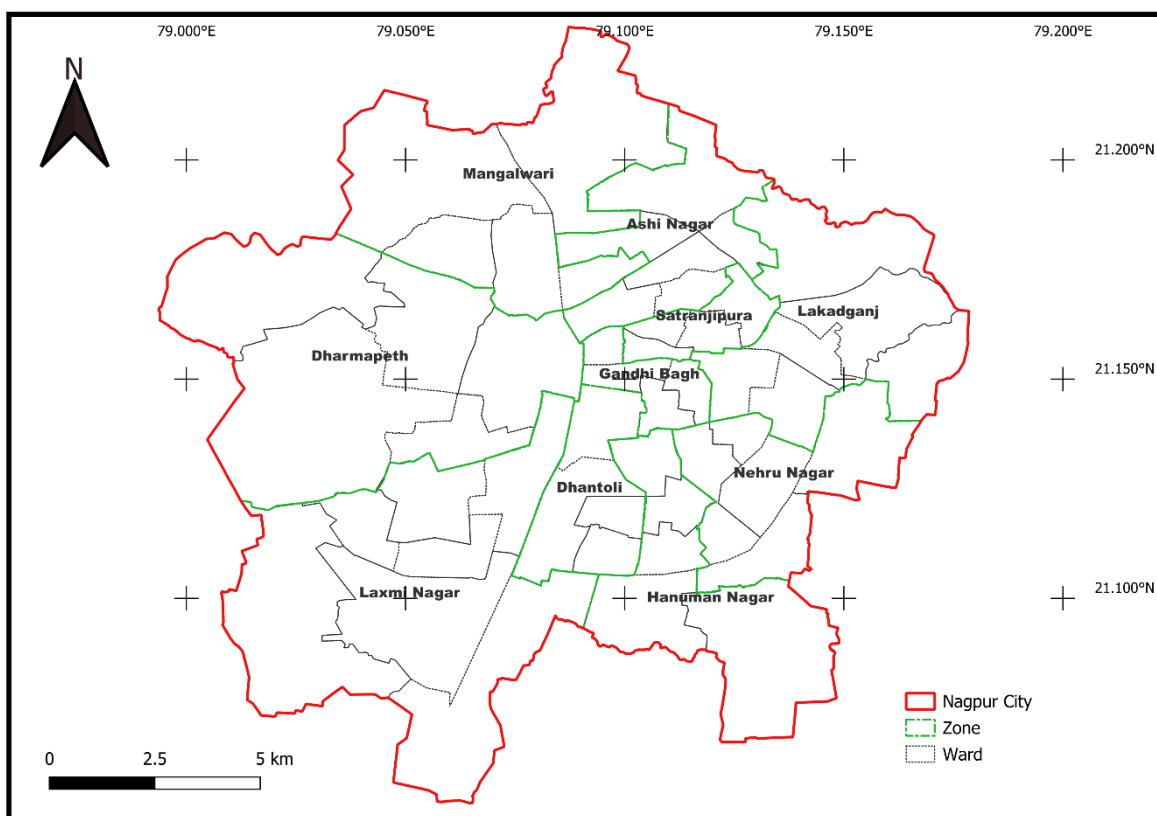 79.000°E 79.050°E 79.100°E 79.150°E 79.200°E
N
21.200°N
Mangalwari
Ashi Nagar
Satranjipura
Lakadganj
Dharmapeth
Gandhi Bagh
21.150°N
Nehru Nagar
Dhantoli
21.100°N
Laxmi Nagar
Hanuman Nagar
Nagpur City
Zone
Ward
0 2.5 5 km